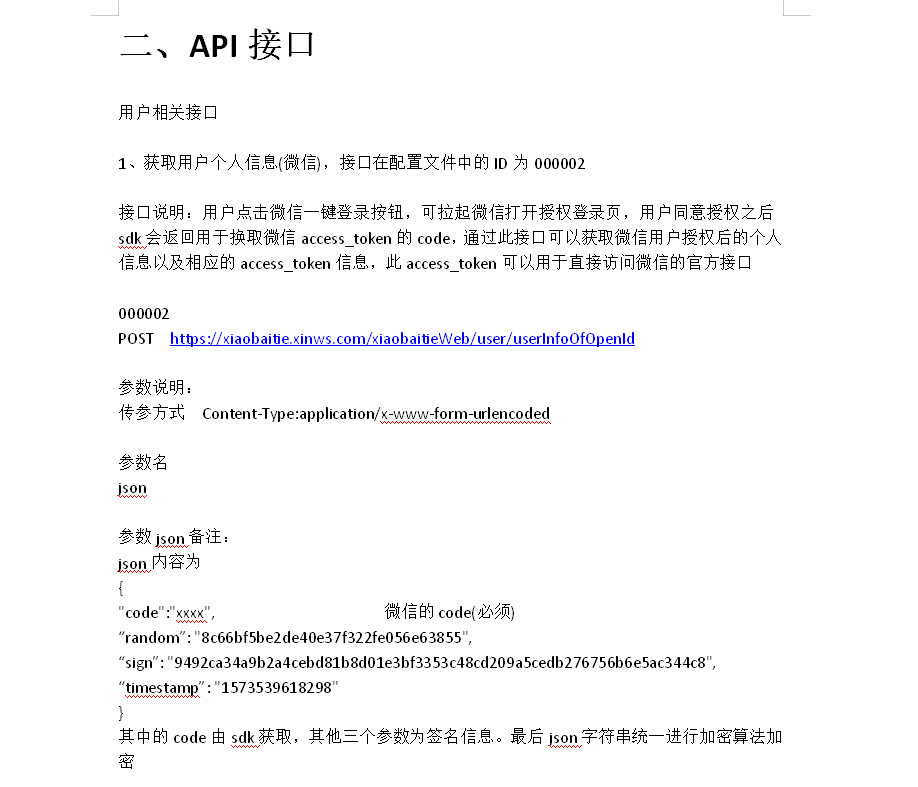 二、API 接口
用户相关接口
1、获取用户个人信息(微信)，接口在配置文件中的 ID 为 000002
接口说明：用户点击微信一键登录按钮，可拉起微信打开授权登录页，用户同意授权之后
sdk 会返回用于换取微信 access_token 的 code，通过此接口可以获取微信用户授权后的个人
信息以及相应的 access_token 信息，此 access_token 可以用于直接访问微信的官方接口
000002
POST https://xiaobaitie.xinws.com/xiaobaitieWeb/user/userInfoOfOpenId
参数说明：
传参方式 Content-Type:application/x-www-form-urlencoded
参数名
json
参数 json 备注：
json 内容为
{
"code":"xxxx", 微信的 code(必须)
“random”: "8c66bf5be2de40e37f322fe056e63855",
“sign”: "9492ca34a9b2a4cebd81b8d01e3bf3353c48cd209a5cedb276756b6e5ac344c8",
“timestamp”: "1573539618298"
}
其中的 code 由 sdk 获取，其他三个参数为签名信息。最后 json 字符串统一进行加密算法加
密